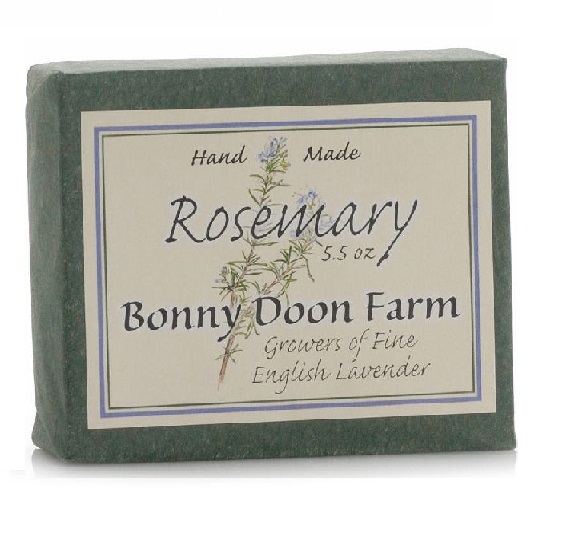 Hand Made
Rosemary
5.5 oz
Bonny Doon Farm
Growers of Fine
English Lavender